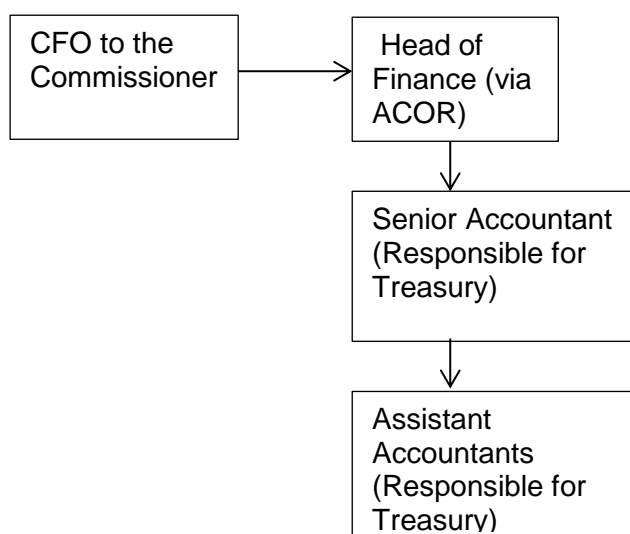 CFO to the
Commissioner
Head of
Finance (via
ACOR)
Senior Accountant
(Responsible for
Treasury)
Assistant
Accountants
(Responsible for
Treasury)